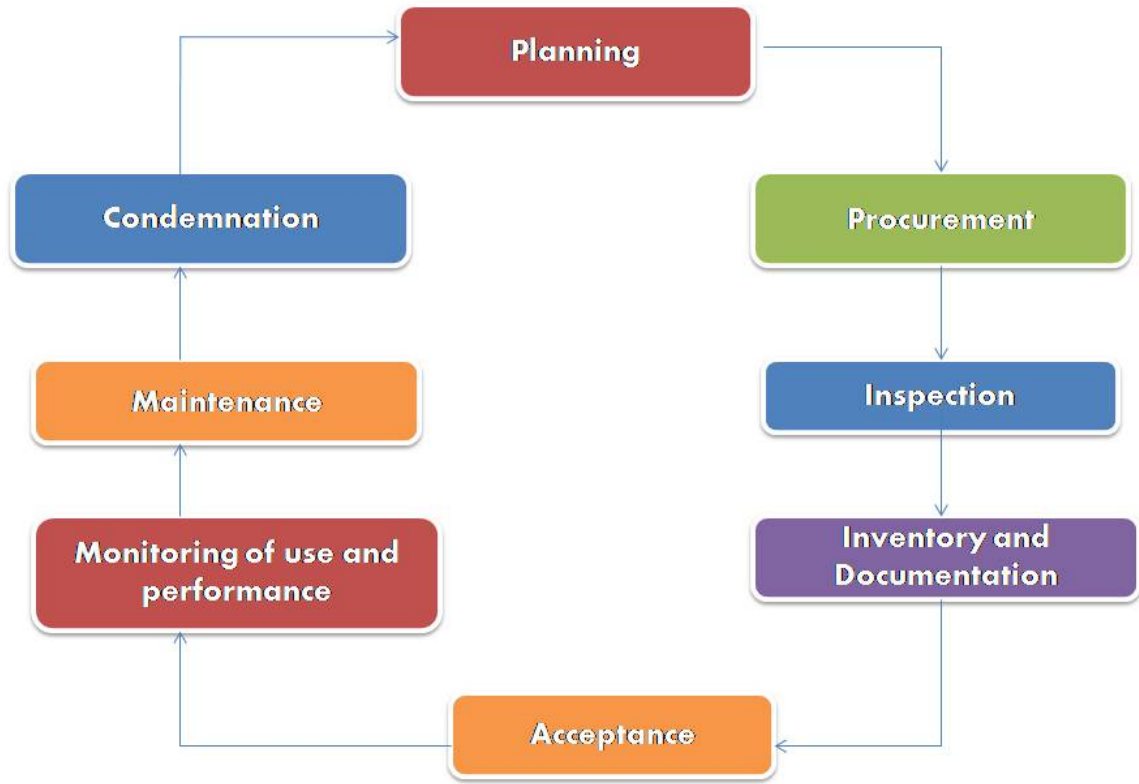 Planning
Condemnation
Procurement
Maintenance
Inspection
Monitoring of use and
performance
Inventory and
Documentation
Acceptance